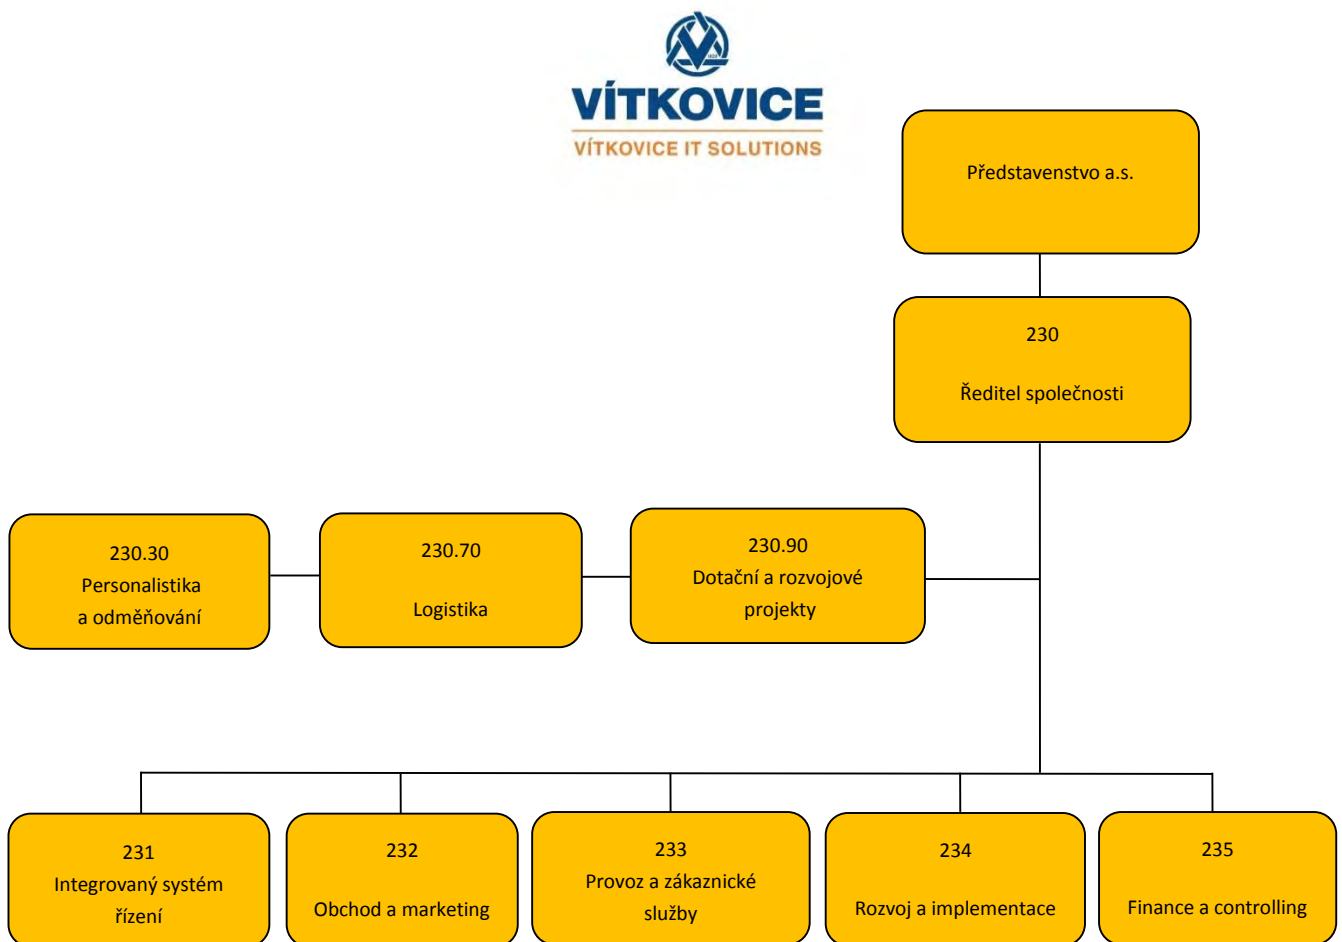 VÍTKOVICE
VÍTKOVICE IT SOLUTIONS
Představenstvo a.s.
230
Ředitel společnosti
230.30
Personalistika
a odměňování
230.70
Logistika
230.90
Dotační a rozvojové
projekty
231
Integrovaný systém
řízení
232
Obchod a marketing
233
Provoz a zákaznické
služby
234
Rozvoj a implementace
235
Finance a controlling